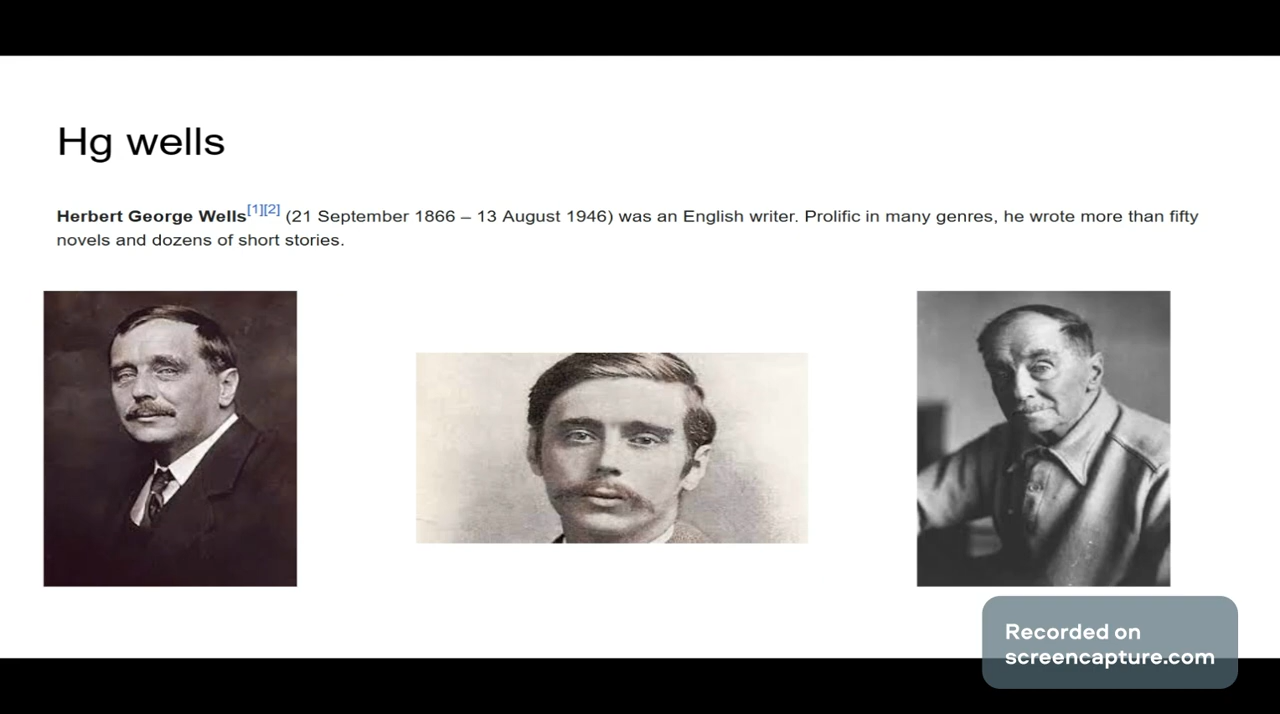 Hg wells
Herbert George Wells[1][2] (21 September 1866 – 13 August 1946) was an English writer. Prolific in many genres, he wrote more than fifty
novels and dozens of short stories.
Recorded on
screencapture.com